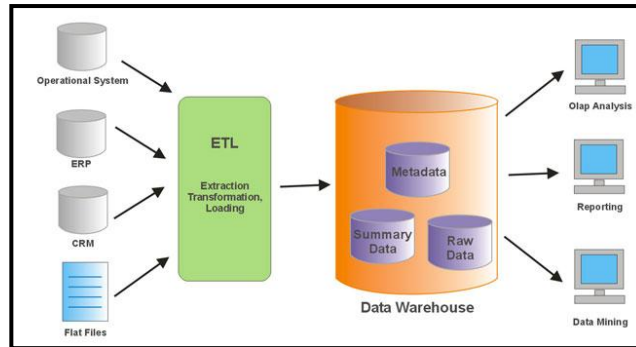 Operational System
ERP
CRM
Flat Files
ETL
Extraction
Transformation,
Loading
Metadata
Summary
Data
Raw
Data
Data Warehouse
Olap Analysis
Reporting
Data Mining